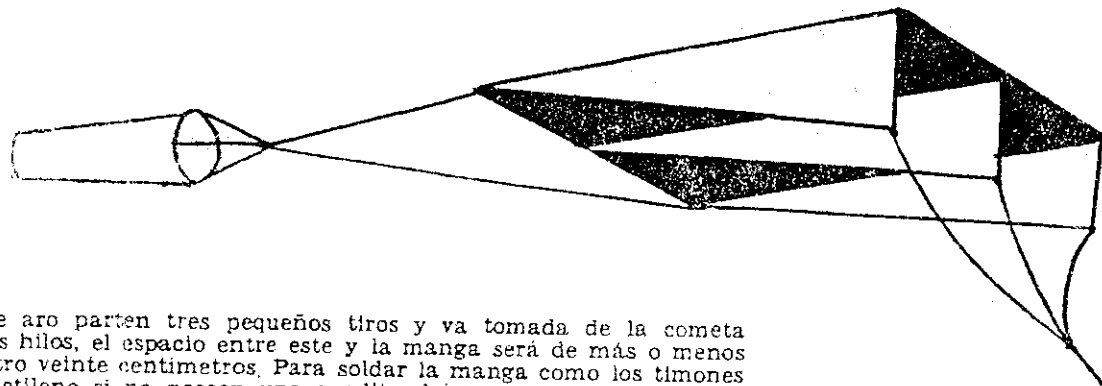 e aro parten tres pequeños tiros y va tomada de la cometa
s hilos, el espacio entre este y la manga será de más o menos
tro veinte centimetros. Para soldar la manga como los timones